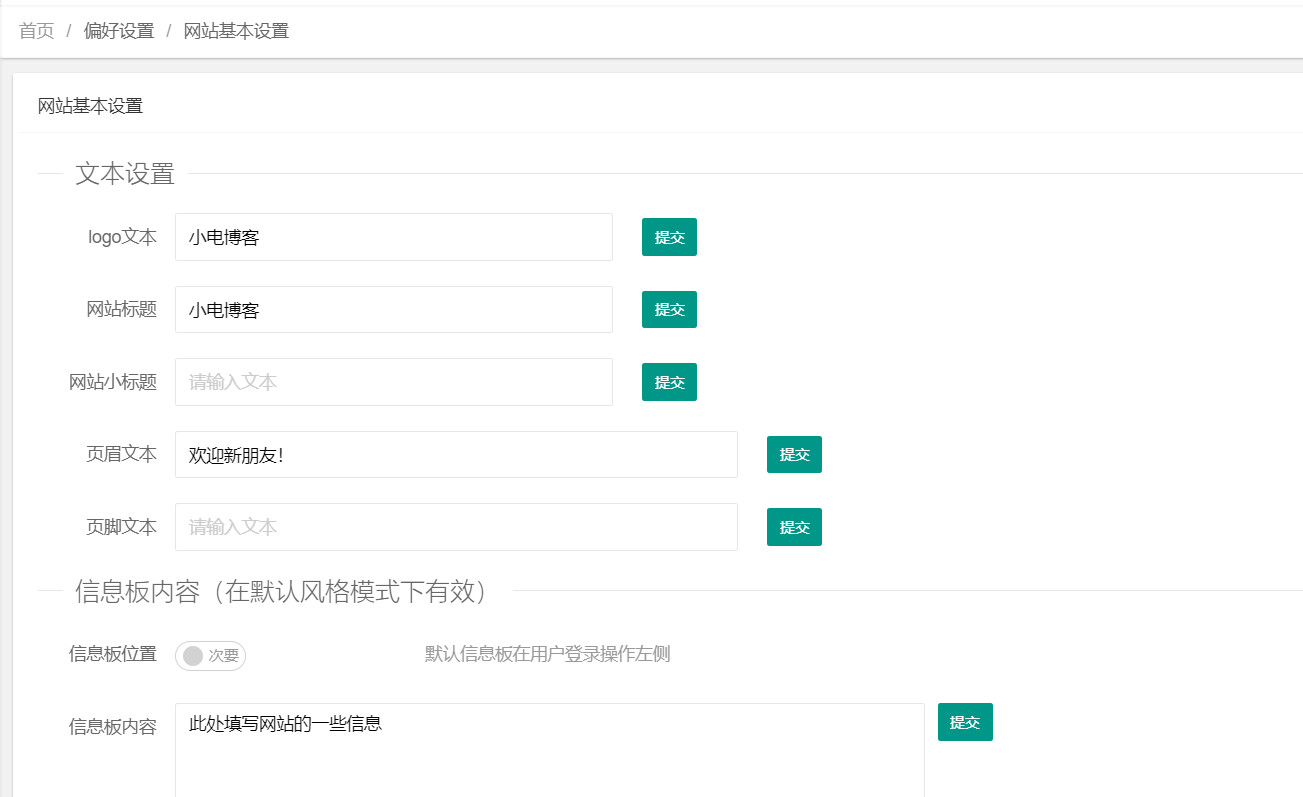 首页 / 偏好设置 / 网站基本设置
网站基本设置
文本设置
logo文本 小电博客 提交
网站标题 小电博客 提交
网站小标题 请输入文本 提交
页眉文本 欢迎新朋友！ 提交
页脚文本 请输入文本 提交
信息板内容（在默认风格模式下有效）
信息板位置 次要 默认信息板在用户登录操作左侧
信息板内容 此处填写网站的一些信息 提交